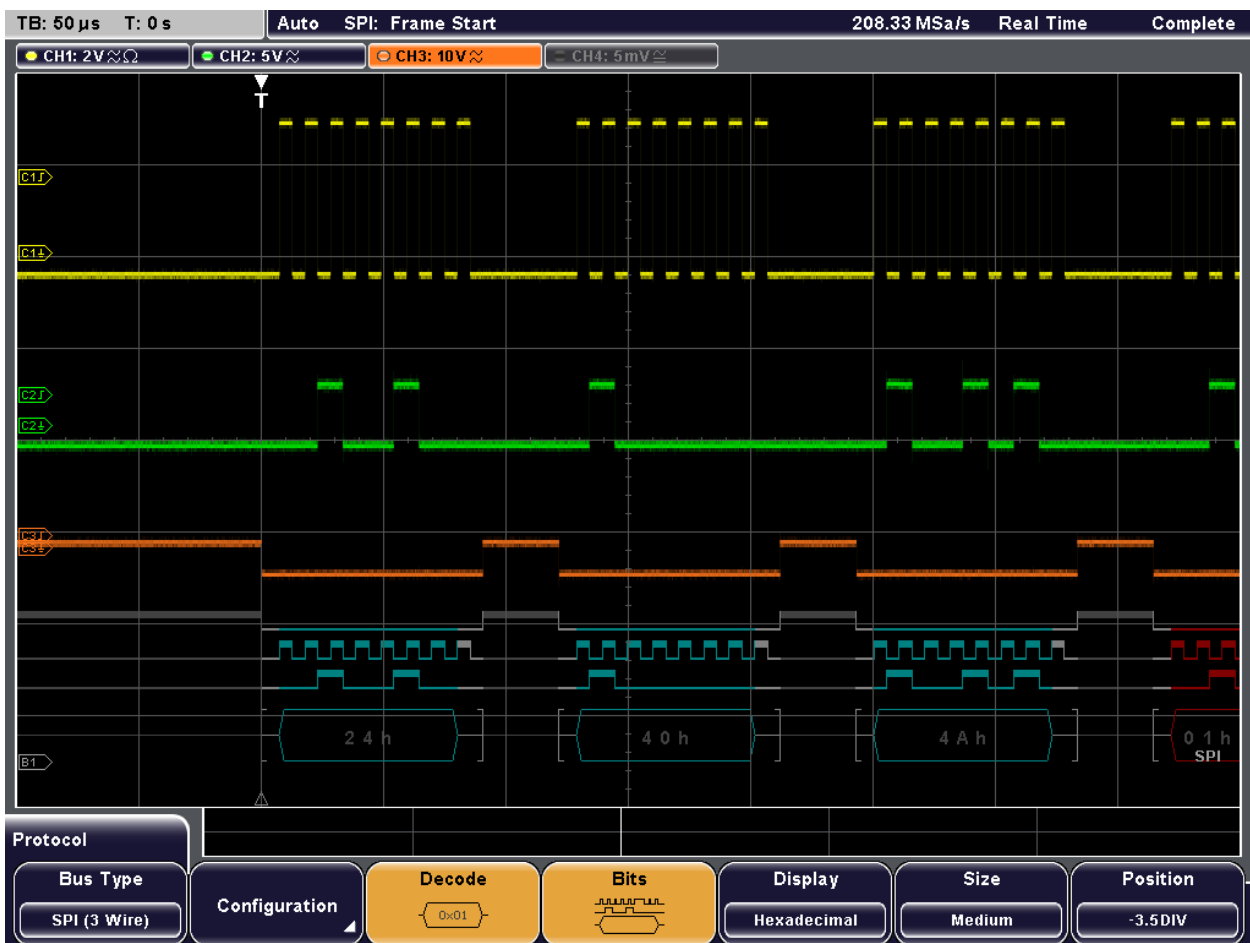 TB: 50 µs T: 0 s Auto SPI: Frame Start 208.33 MSa/s Real Time Complete
CH1: 2V≂Ω CH2: 5V≂ CH3: 10V≂ CH4: 5mV≅
T
C1
C1
C2
C2
C3
C3
24h 40h 4Ah 01h
SPI
B1
Protocol
Bus Type
SPI (3 Wire)
Configuration
Decode
0x01
Bits
Display
Hexadecimal
Size
Medium
Position
-3.5DIV